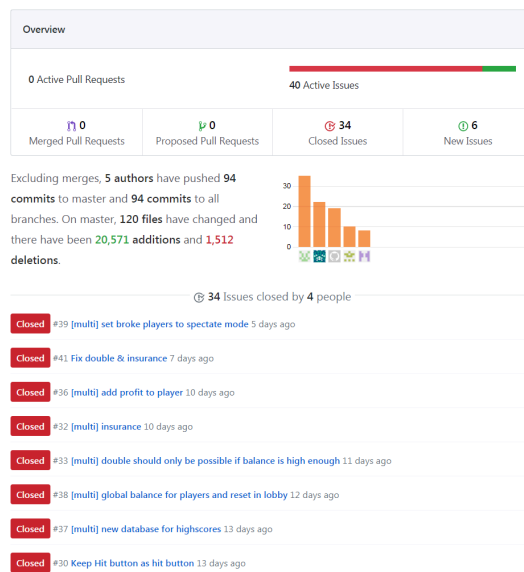 Overview
0 Active Pull Requests
40 Active Issues
0
Merged Pull Requests
0
Proposed Pull Requests
34
Closed Issues
6
New Issues
Excluding merges, 5 authors have pushed 94
commits to master and 94 commits to all
branches. On master, 120 files have changed and
there have been 20,571 additions and 1,512
deletions.
30
20
10
0
34 Issues closed by 4 people
Closed #39 [multi] set broke players to spectate mode 5 days ago
Closed #41 Fix double & insurance 7 days ago
Closed #36 [multi] add profit to player 10 days ago
Closed #32 [multi] insurance 10 days ago
Closed #33 [multi] double should only be possible if balance is high enough 11 days ago
Closed #38 [multi] global balance for players and reset in lobby 12 days ago
Closed #37 [multi] new database for highscores 13 days ago
Closed #30 Keep Hit button as hit button 13 days ago